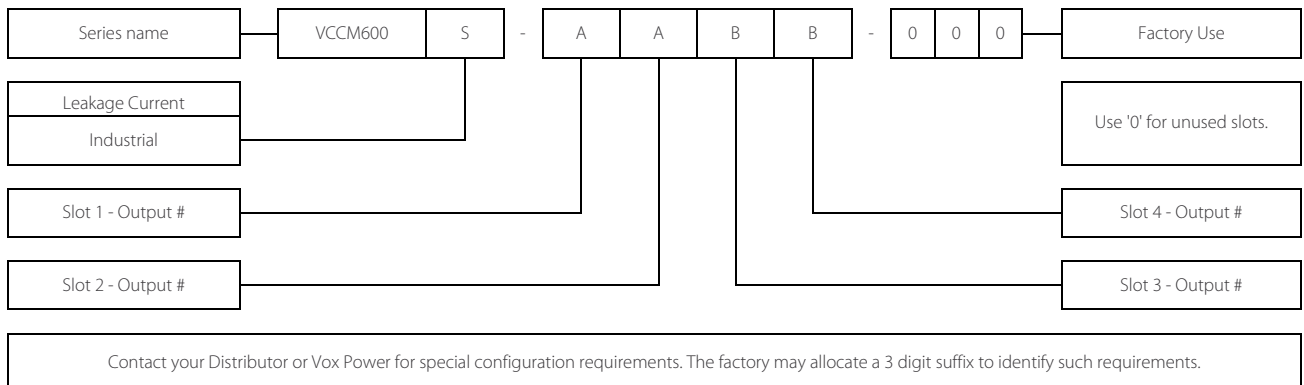 Series name VCCM600 S - A A B B - 0 0 0 Factory Use
Leakage Current
Use '0' for unused slots.
Industrial
Slot 1 - Output # Slot 4 - Output #
Slot 2 - Output # Slot 3 - Output #
Contact your Distributor or Vox Power for special configuration requirements. The factory may allocate a 3 digit suffix to identify such requirements.